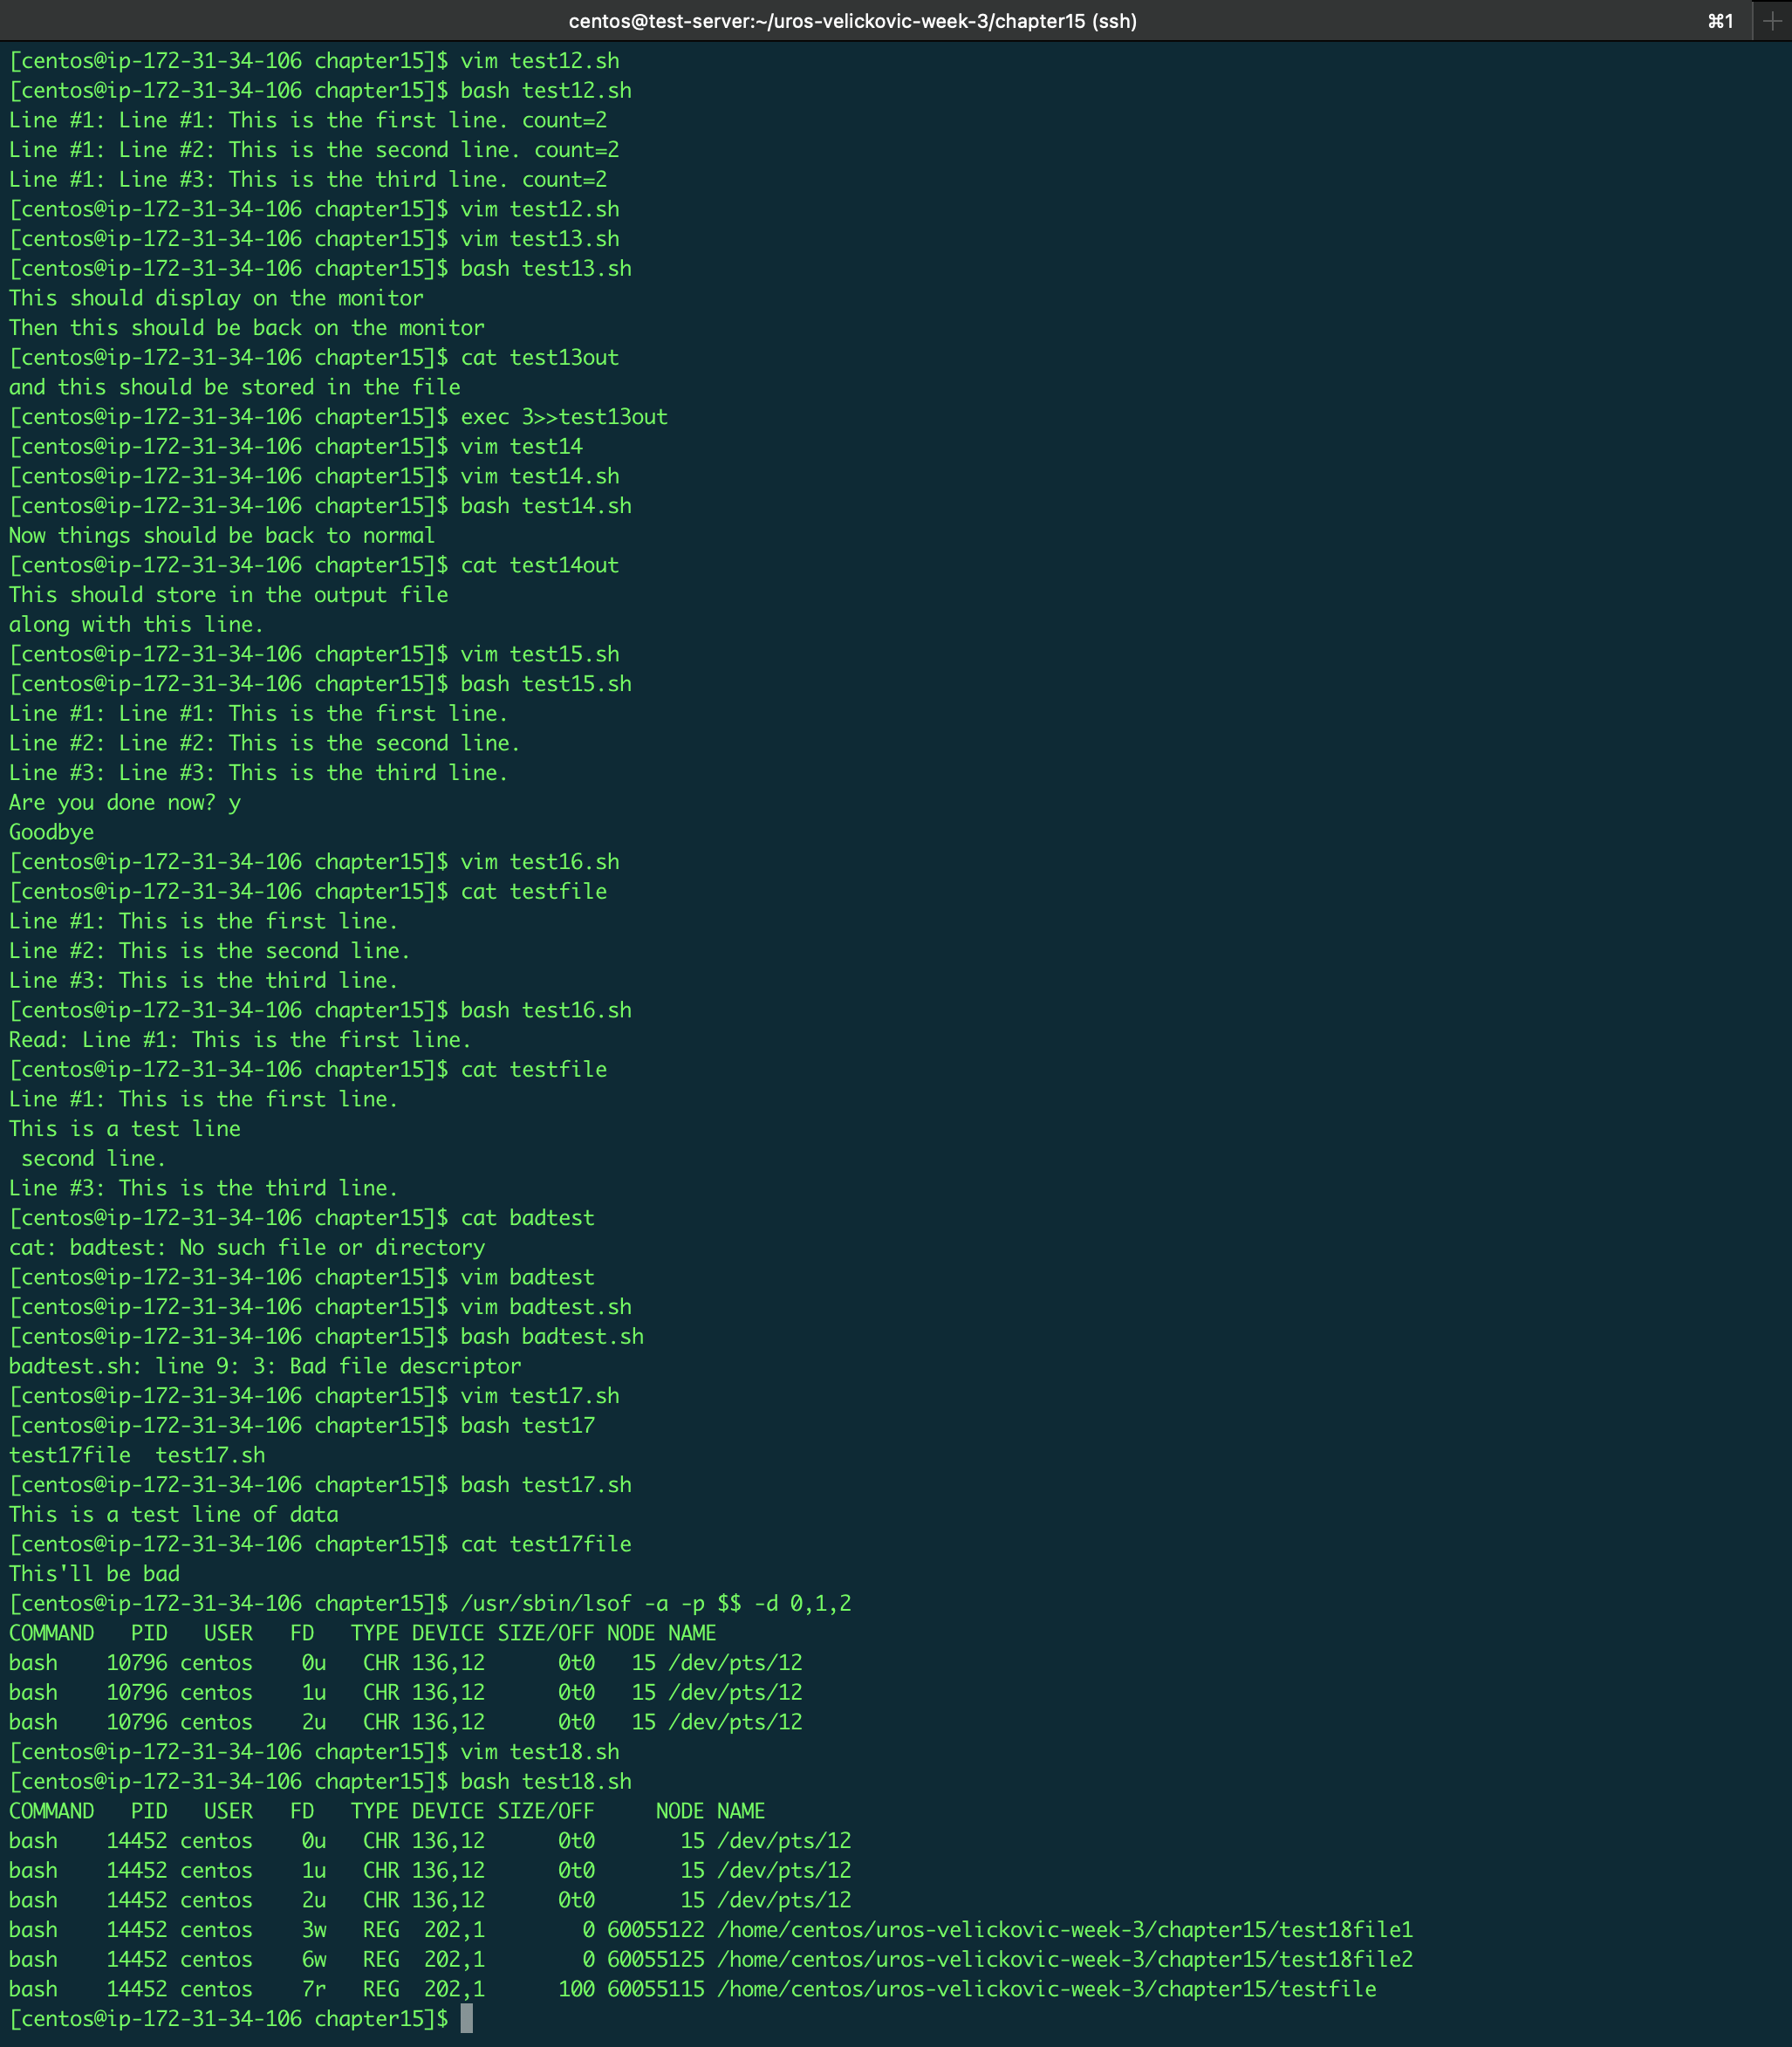 centos@test-server:~/uros-velickovic-week-3/chapter15 (ssh) ⌘1
[centos@ip-172-31-34-106 chapter15]$ vim test12.sh
[centos@ip-172-31-34-106 chapter15]$ bash test12.sh
Line #1: Line #1: This is the first line. count=2
Line #1: Line #2: This is the second line. count=2
Line #1: Line #3: This is the third line. count=2
[centos@ip-172-31-34-106 chapter15]$ vim test12.sh
[centos@ip-172-31-34-106 chapter15]$ vim test13.sh
[centos@ip-172-31-34-106 chapter15]$ bash test13.sh
This should display on the monitor
Then this should be back on the monitor
[centos@ip-172-31-34-106 chapter15]$ cat test13out
and this should be stored in the file
[centos@ip-172-31-34-106 chapter15]$ exec 3>>test13out
[centos@ip-172-31-34-106 chapter15]$ vim test14
[centos@ip-172-31-34-106 chapter15]$ vim test14.sh
[centos@ip-172-31-34-106 chapter15]$ bash test14.sh
Now things should be back to normal
[centos@ip-172-31-34-106 chapter15]$ cat test14out
This should store in the output file
along with this line.
[centos@ip-172-31-34-106 chapter15]$ vim test15.sh
[centos@ip-172-31-34-106 chapter15]$ bash test15.sh
Line #1: Line #1: This is the first line.
Line #2: Line #2: This is the second line.
Line #3: Line #3: This is the third line.
Are you done now? y
Goodbye
[centos@ip-172-31-34-106 chapter15]$ vim test16.sh
[centos@ip-172-31-34-106 chapter15]$ cat testfile
Line #1: This is the first line.
Line #2: This is the second line.
Line #3: This is the third line.
[centos@ip-172-31-34-106 chapter15]$ bash test16.sh
Read: Line #1: This is the first line.
[centos@ip-172-31-34-106 chapter15]$ cat testfile
Line #1: This is the first line.
This is a test line
 second line.
Line #3: This is the third line.
[centos@ip-172-31-34-106 chapter15]$ cat badtest
cat: badtest: No such file or directory
[centos@ip-172-31-34-106 chapter15]$ vim badtest
[centos@ip-172-31-34-106 chapter15]$ vim badtest.sh
[centos@ip-172-31-34-106 chapter15]$ bash badtest.sh
badtest.sh: line 9: 3: Bad file descriptor
[centos@ip-172-31-34-106 chapter15]$ vim test17.sh
[centos@ip-172-31-34-106 chapter15]$ bash test17
test17file  test17.sh
[centos@ip-172-31-34-106 chapter15]$ bash test17.sh
This is a test line of data
[centos@ip-172-31-34-106 chapter15]$ cat test17file
This'll be bad
[centos@ip-172-31-34-106 chapter15]$ /usr/sbin/lsof -a -p $$ -d 0,1,2
COMMAND   PID   USER   FD   TYPE DEVICE SIZE/OFF NODE NAME
bash    10796 centos    0u   CHR 136,12      0t0   15 /dev/pts/12
bash    10796 centos    1u   CHR 136,12      0t0   15 /dev/pts/12
bash    10796 centos    2u   CHR 136,12      0t0   15 /dev/pts/12
[centos@ip-172-31-34-106 chapter15]$ vim test18.sh
[centos@ip-172-31-34-106 chapter15]$ bash test18.sh
COMMAND   PID   USER   FD   TYPE DEVICE SIZE/OFF     NODE NAME
bash    14452 centos    0u   CHR 136,12      0t0       15 /dev/pts/12
bash    14452 centos    1u   CHR 136,12      0t0       15 /dev/pts/12
bash    14452 centos    2u   CHR 136,12      0t0       15 /dev/pts/12
bash    14452 centos    3w   REG  202,1        0 60055122 /home/centos/uros-velickovic-week-3/chapter15/test18file1
bash    14452 centos    6w   REG  202,1        0 60055125 /home/centos/uros-velickovic-week-3/chapter15/test18file2
bash    14452 centos    7r   REG  202,1      100 60055115 /home/centos/uros-velickovic-week-3/chapter15/testfile
[centos@ip-172-31-34-106 chapter15]$